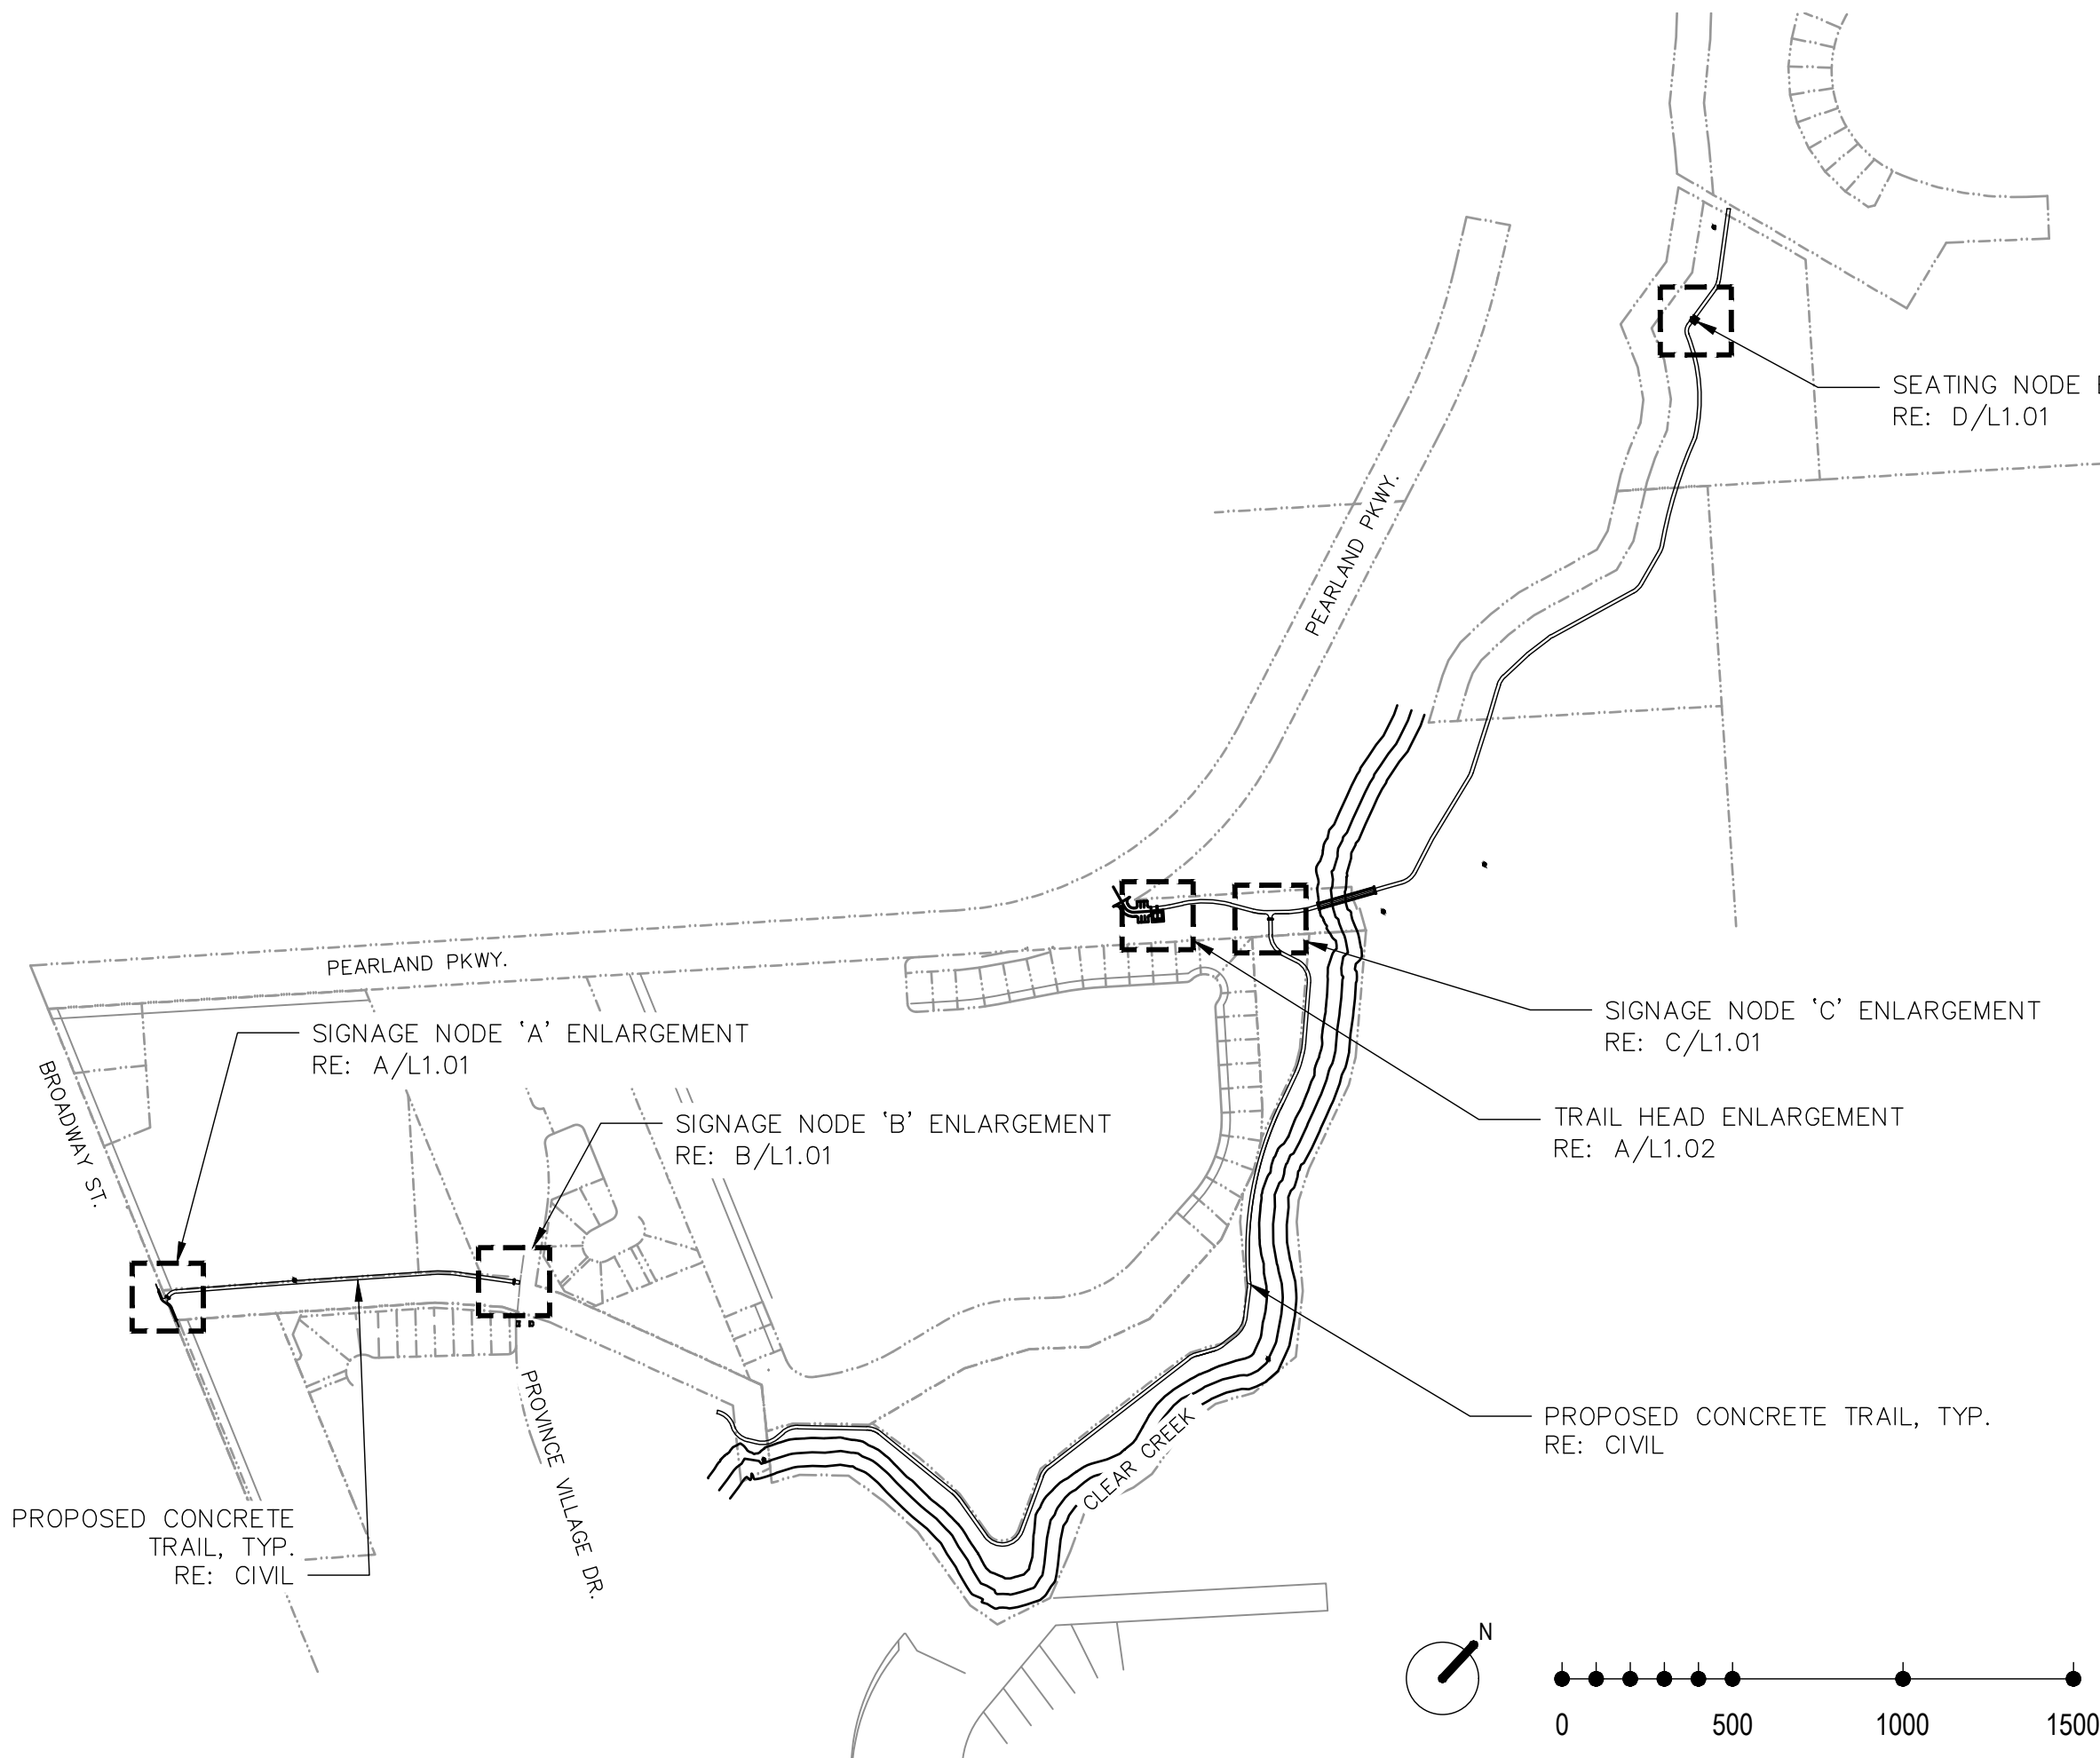 SEATING NODE
RE: D/L1.01
PEARLAND PKWY.
PEARLAND PKWY.
SIGNAGE NODE 'C' ENLARGEMENT
RE: C/L1.01
SIGNAGE NODE 'A' ENLARGEMENT
RE: A/L1.01
BROADWAY ST.
SIGNAGE NODE 'B' ENLARGEMENT
RE: B/L1.01
TRAIL HEAD ENLARGEMENT
RE: A/L1.02
PROPOSED CONCRETE TRAIL, TYP.
RE: CIVIL
CLEAR CREEK
PROVINCE VILLAGE DR.
PROPOSED CONCRETE
TRAIL, TYP.
RE: CIVIL
N
0 500 1000 1500